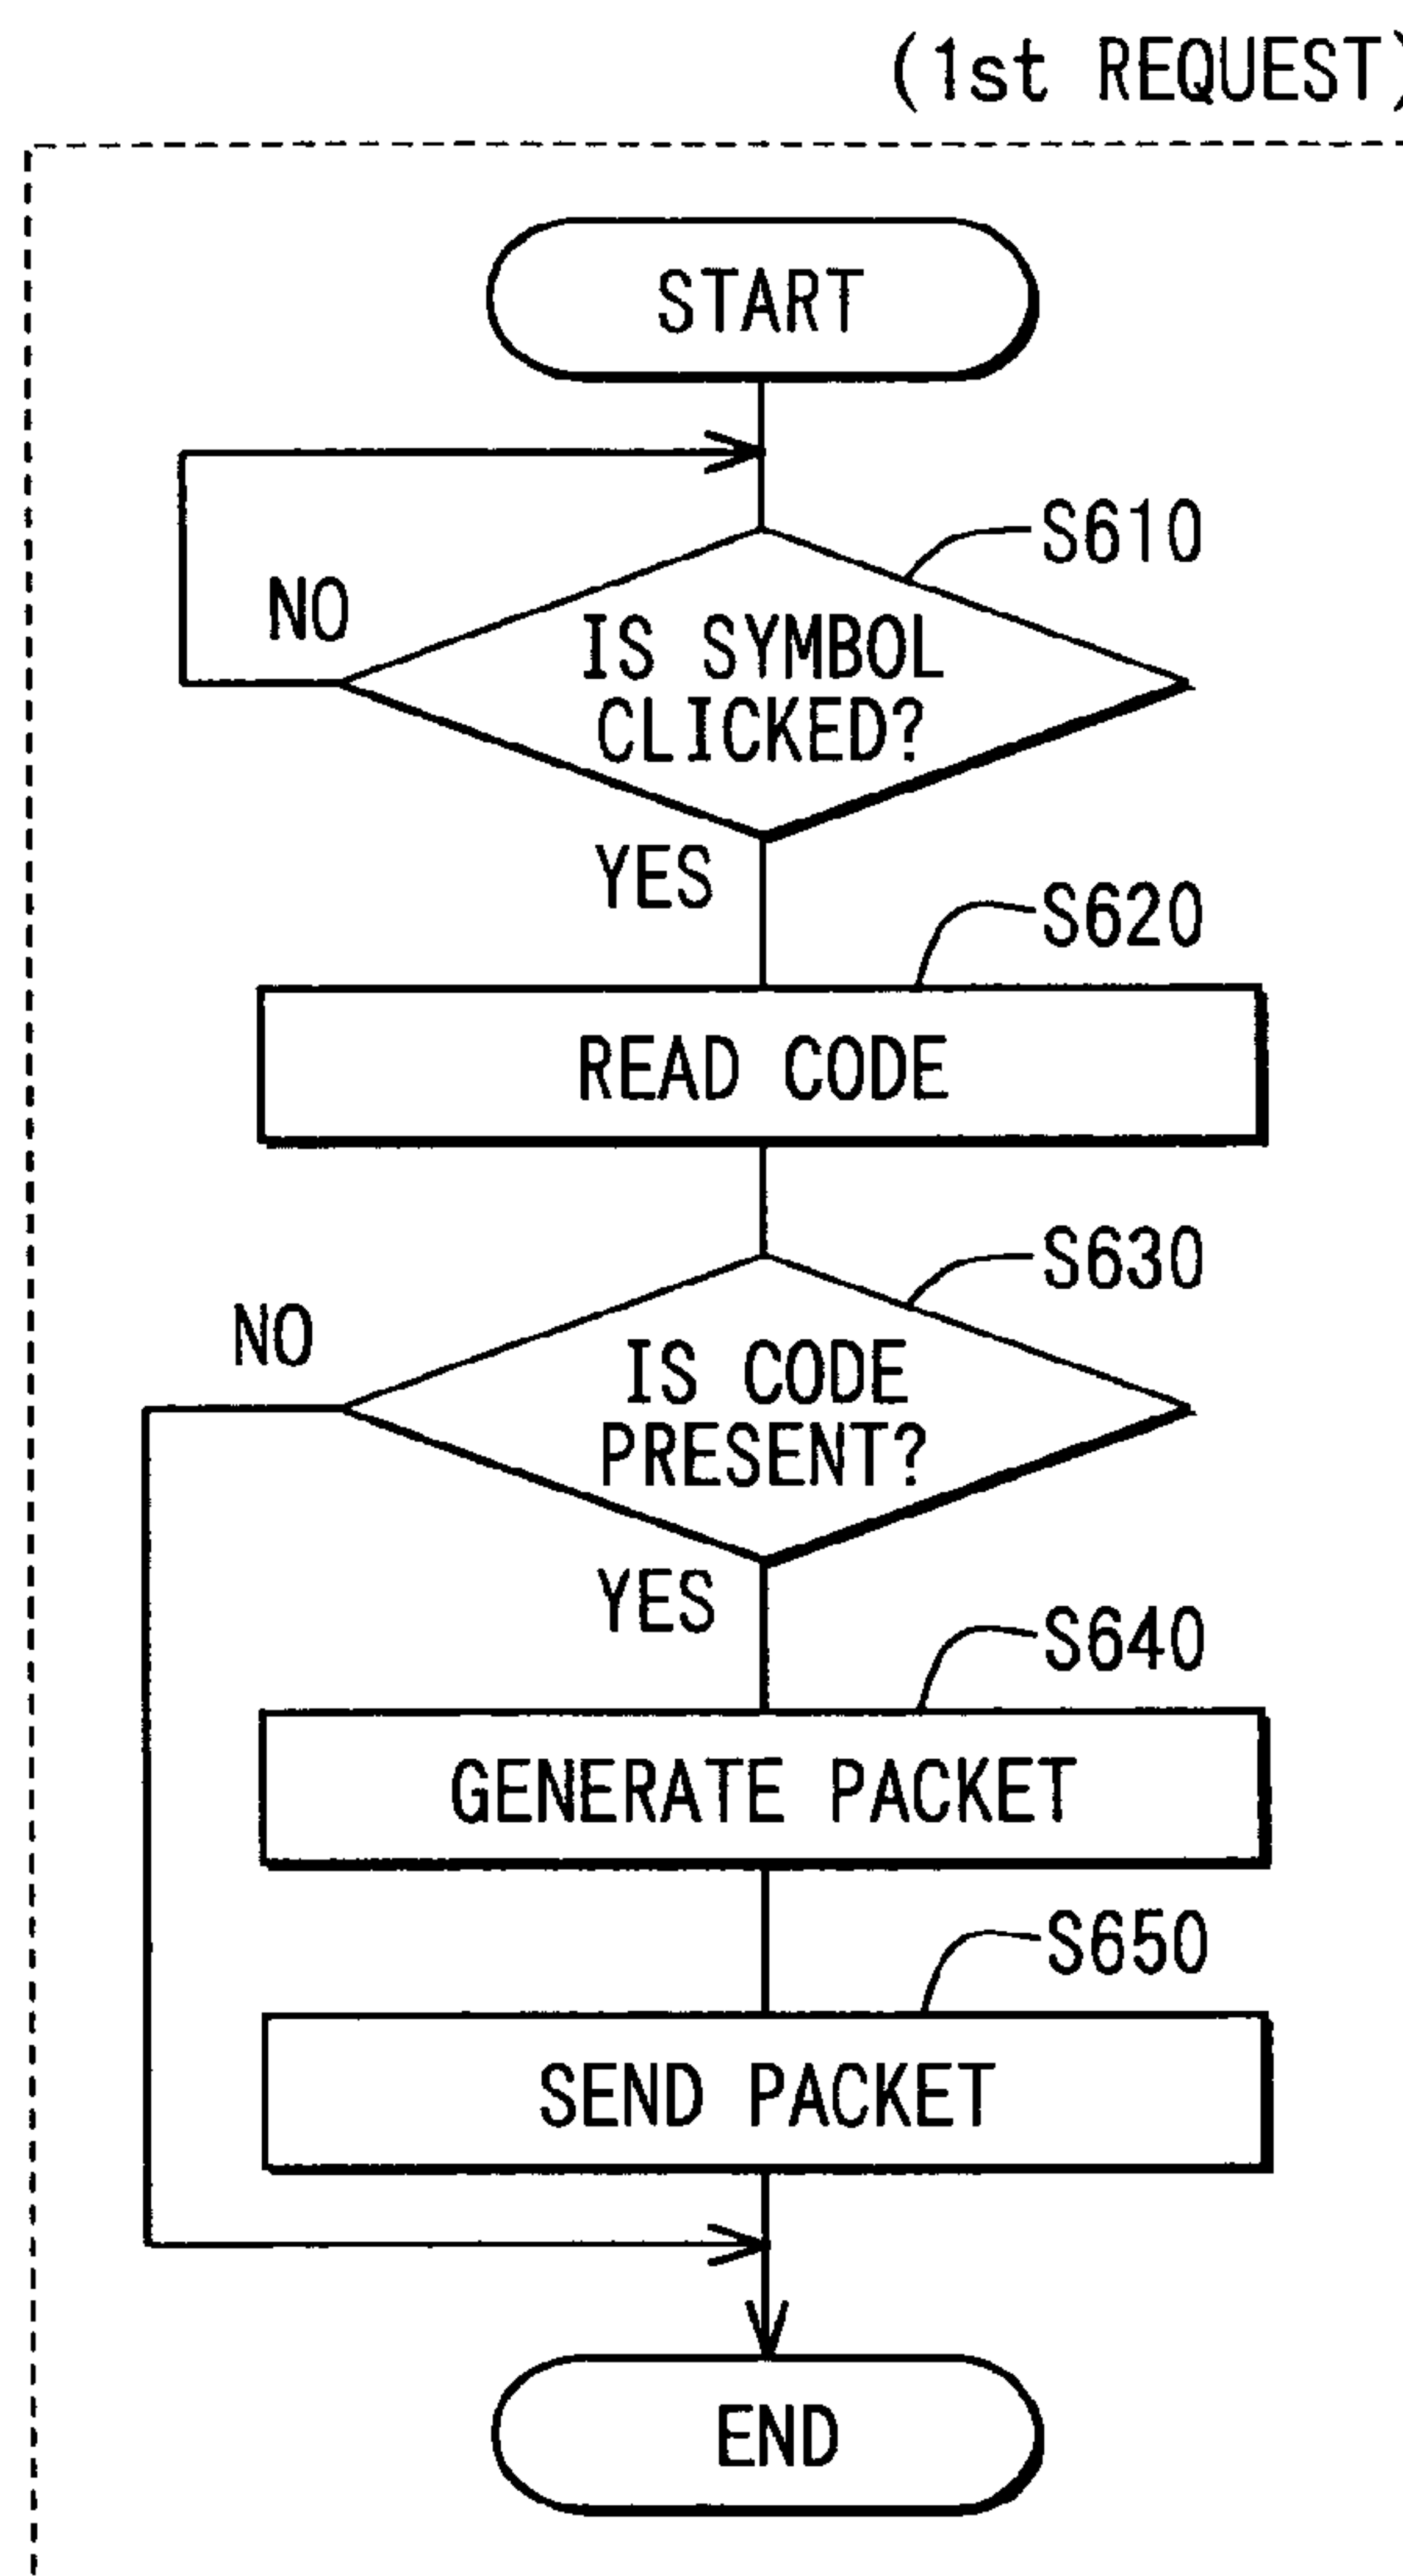 (1st REQUEST)
START
S610
NO
IS SYMBOL
CLICKED?
YES
S620
READ CODE
S630
NO
IS CODE
PRESENT?
YES
S640
GENERATE PACKET
S650
SEND PACKET
END